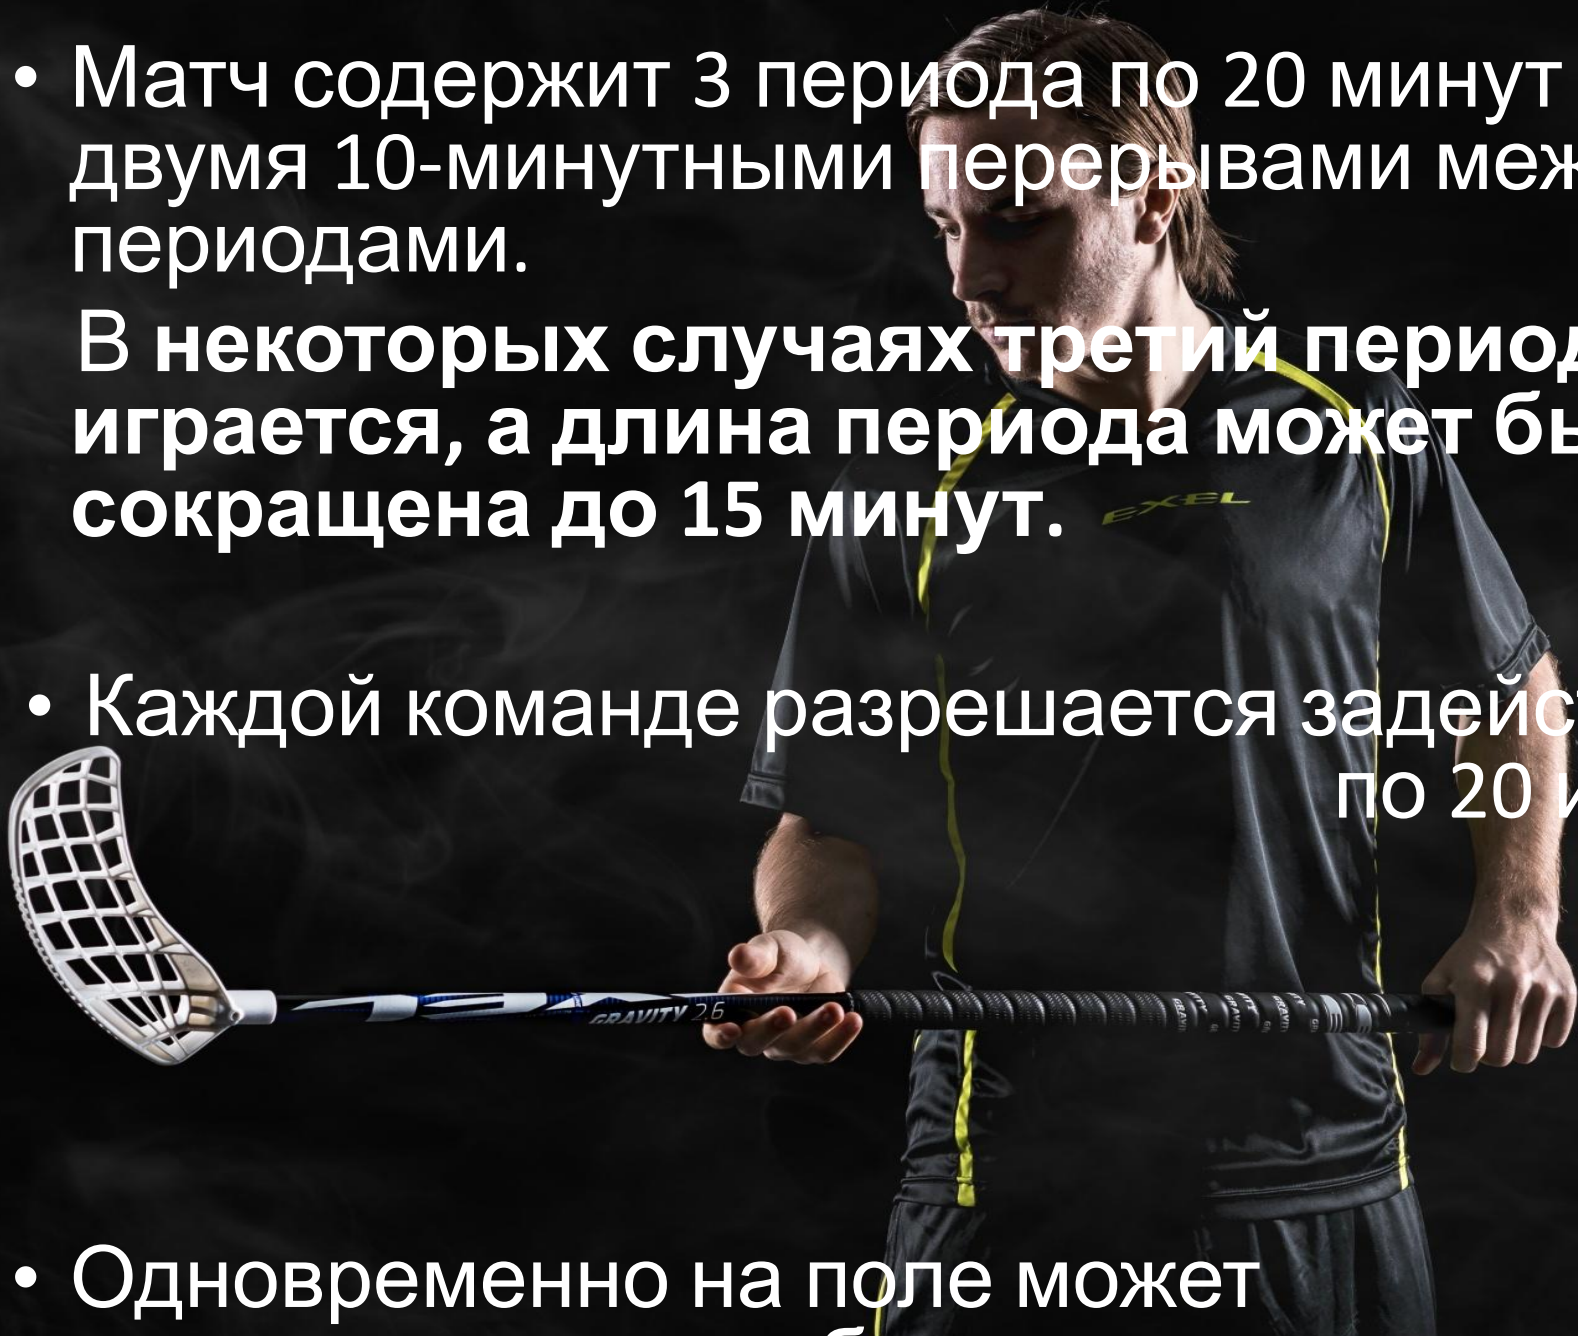 • Матч содержит 3 периода по 20 минут
двумя 10-минутными перерывами меж
периодами.
В некоторых случаях третий период
играется, а длина периода может бы
сокращена до 15 минут.
EXEL
• Каждой команде разрешается задейс
по 20 и
GRAVITY 2.6
• Одновременно на поле может